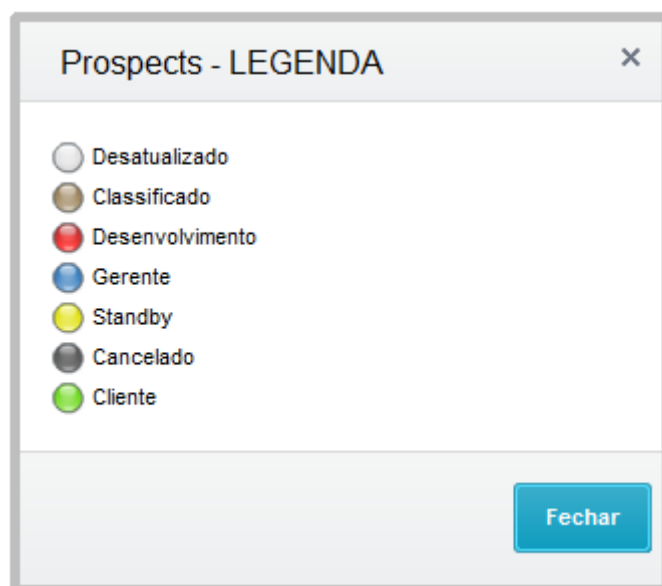 Prospects - LEGENDA
Desatualizado
Classificado
Desenvolvimento
Gerente
Standby
Cancelado
Cliente
Fechar